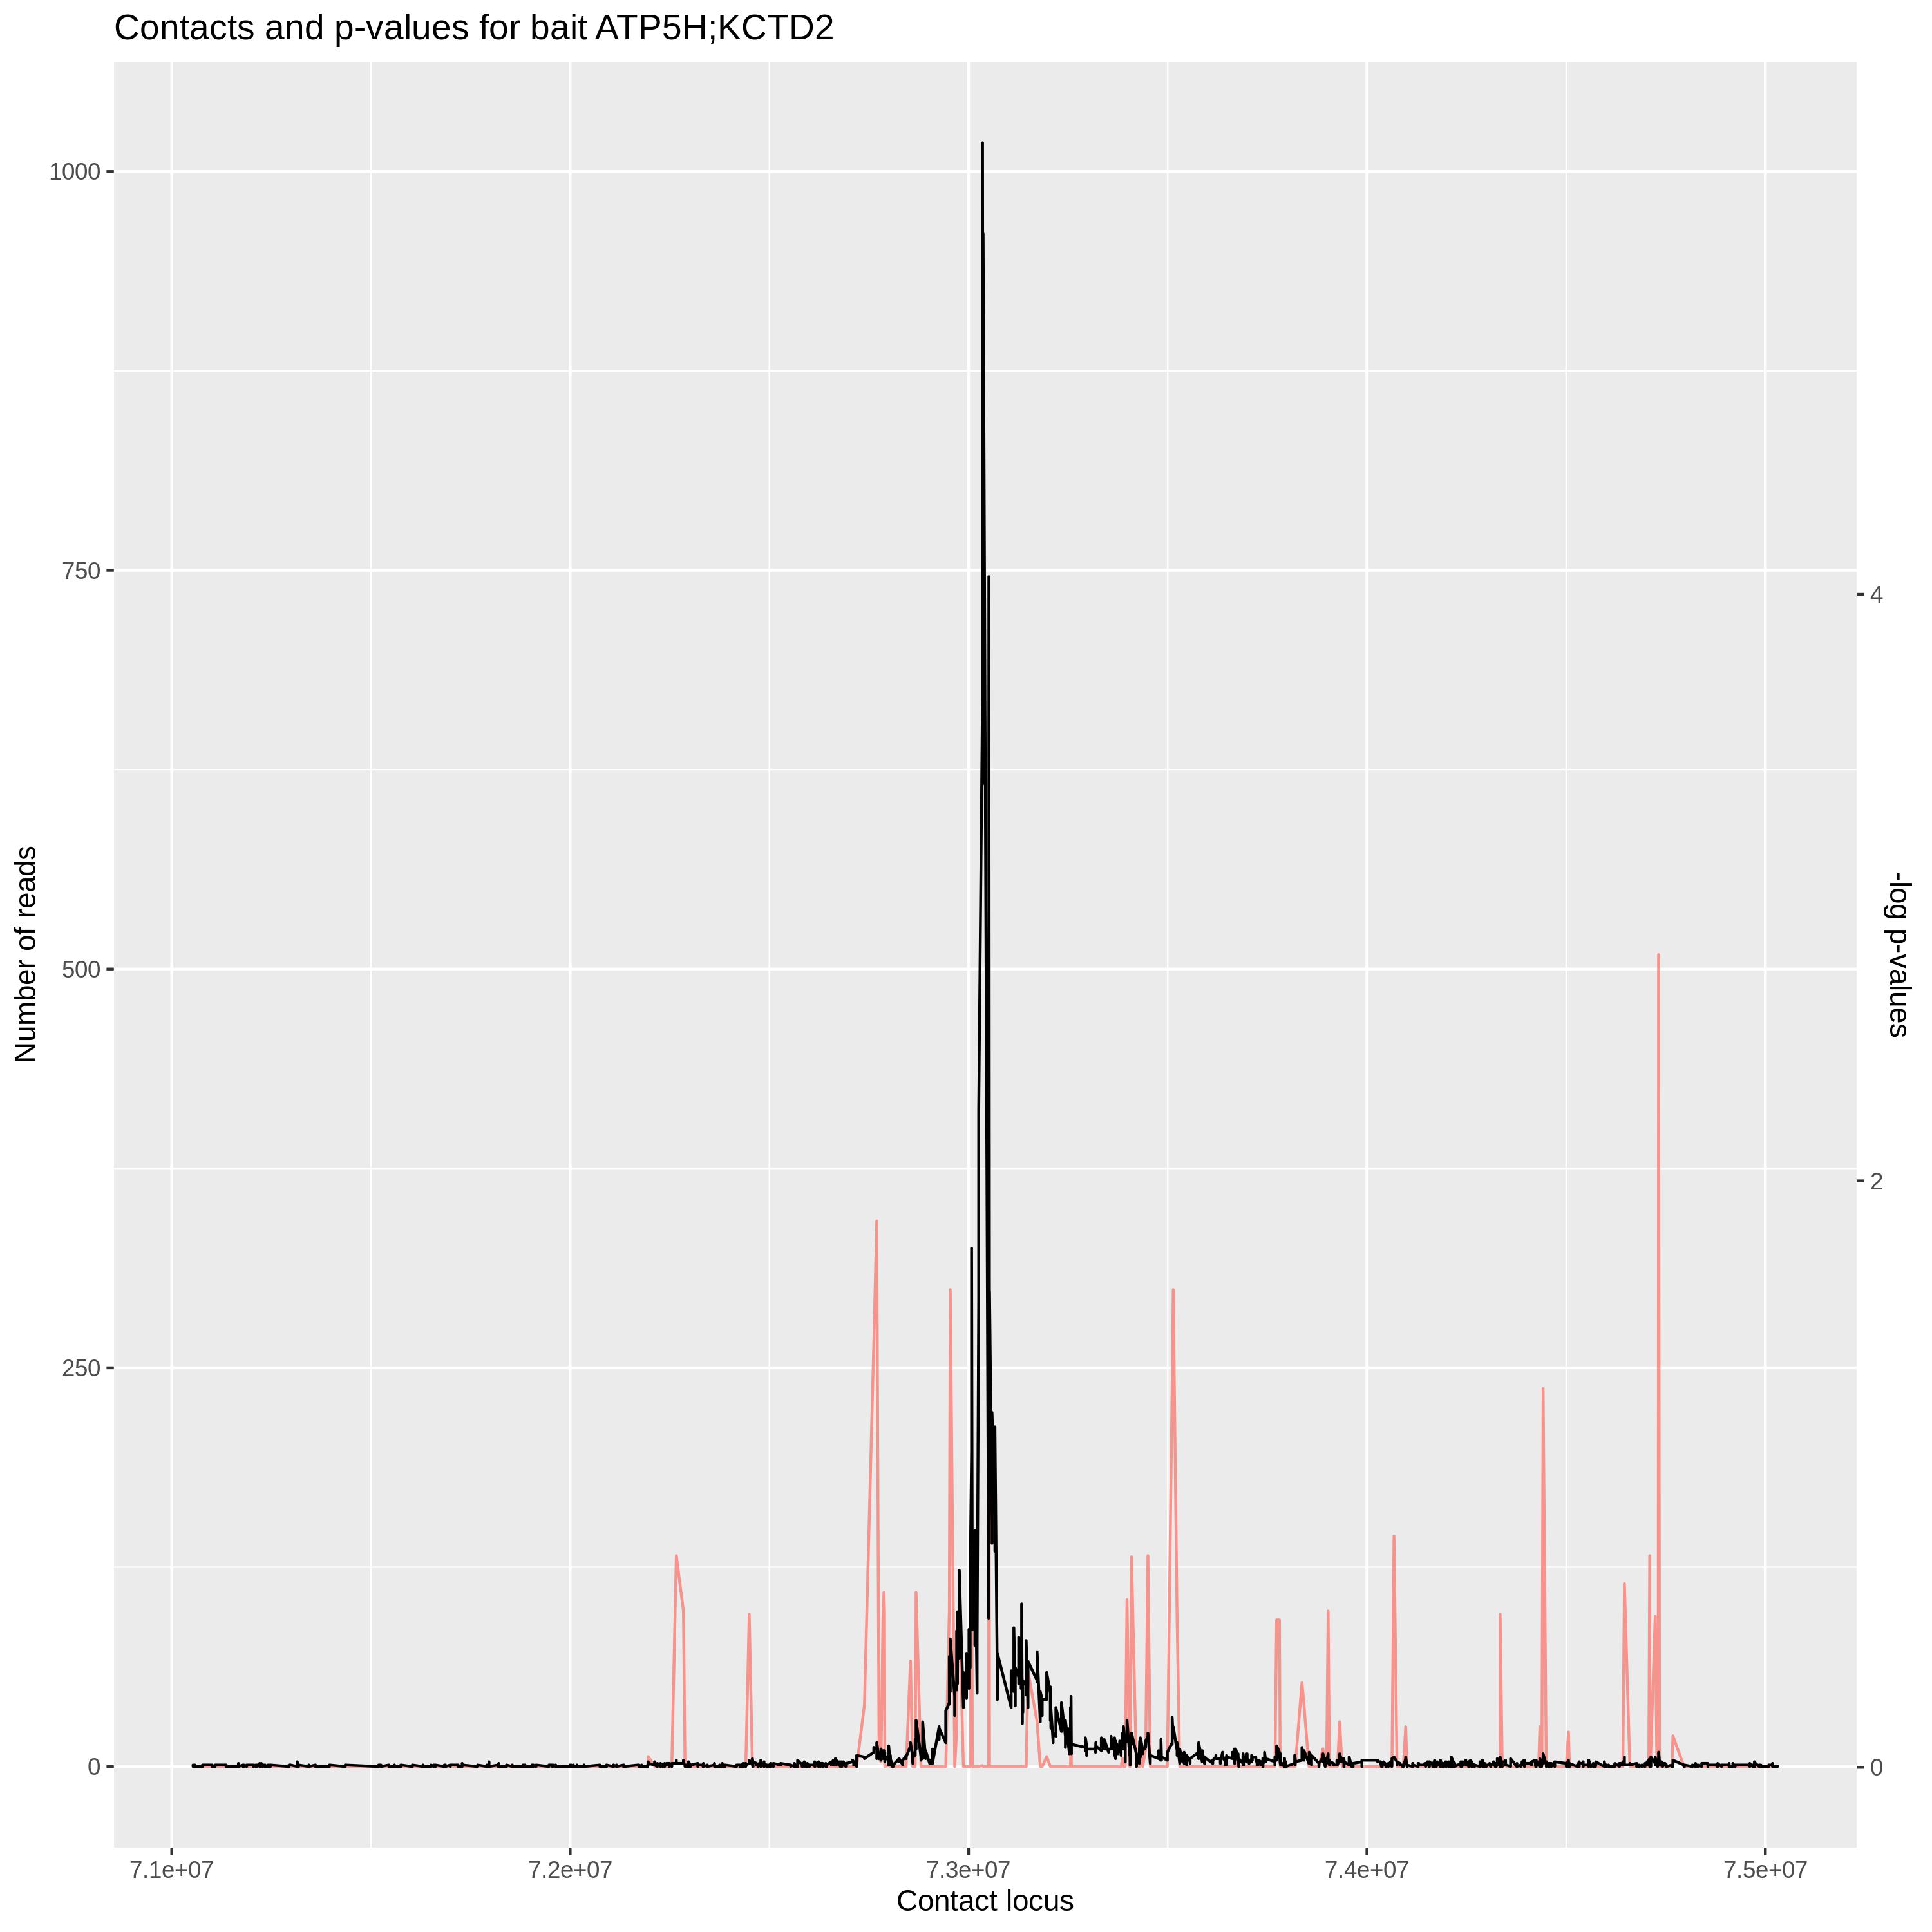 Contacts and p-values for bait ATP5H;KCTD2
1000
750
500
250
0
Number of reads
4
2
0
-log p-values
7.1e+07 7.2e+07 7.3e+07 7.4e+07 7.5e+07
Contact locus